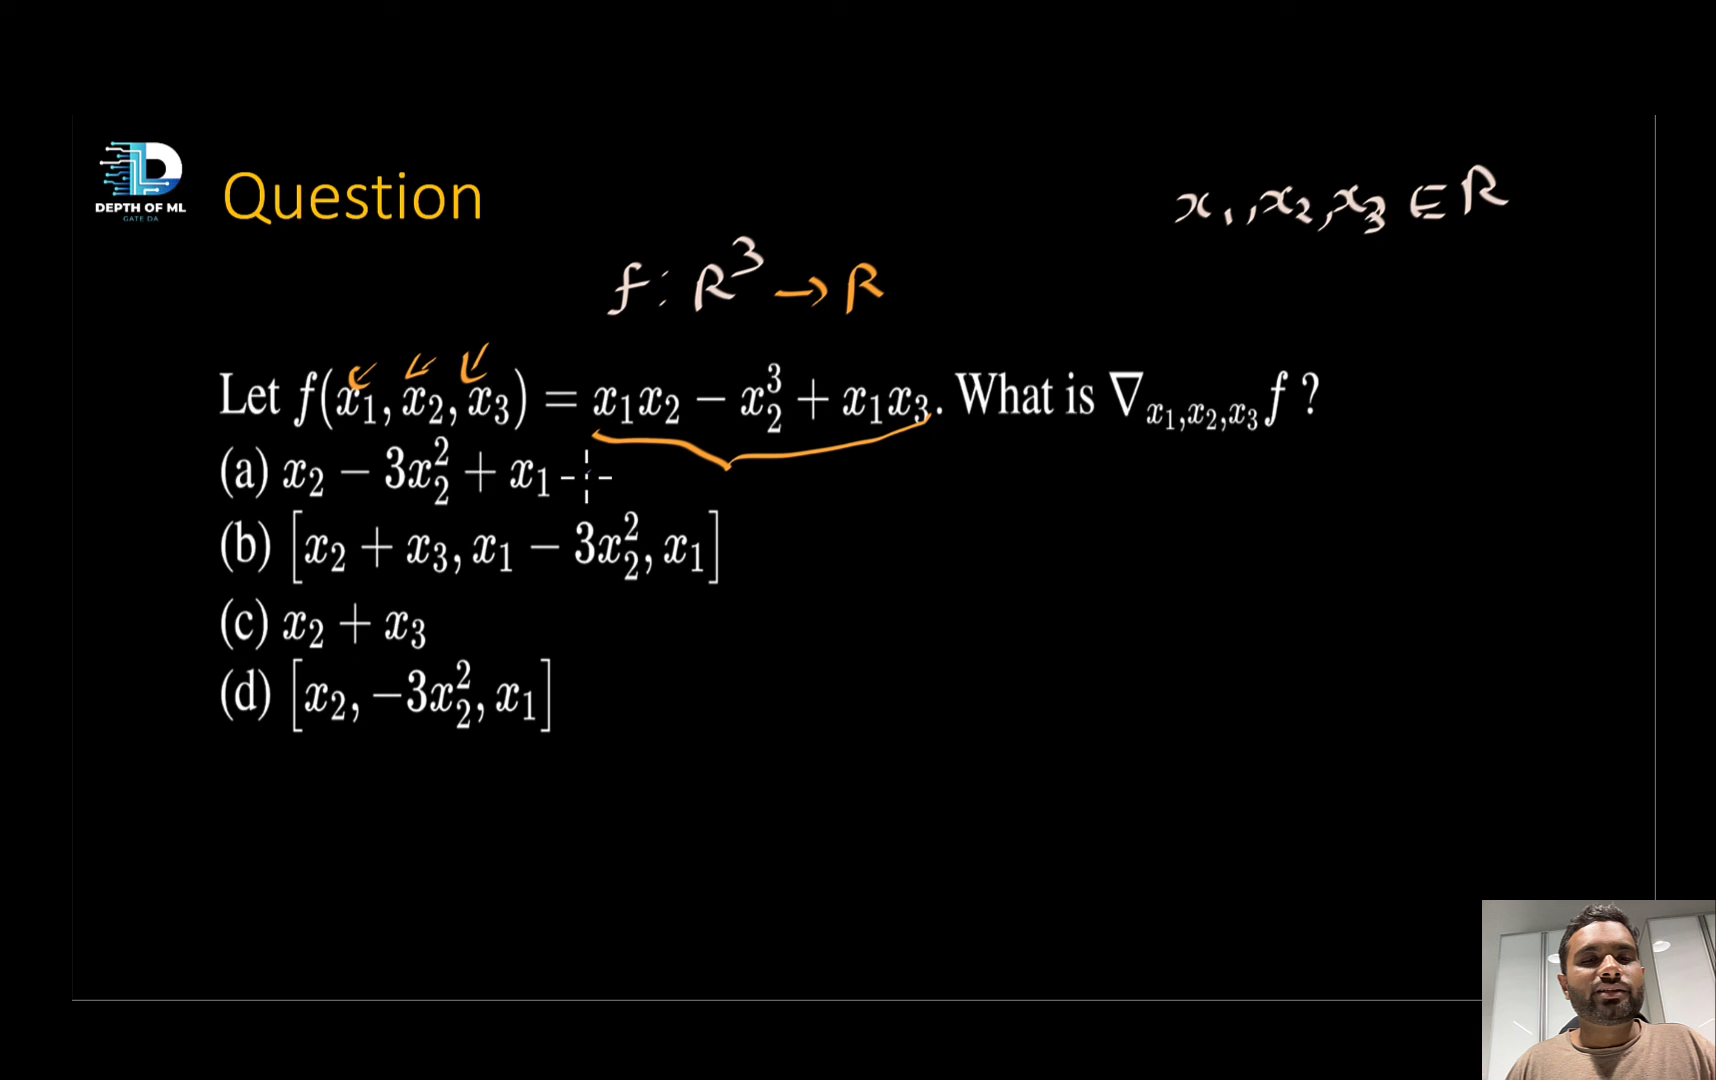 DEPTH OF ML
GATE DA
Question
x₁, x₂, x₃ ∈ R
f: R³ → R
Let f(x₁, x₂, x₃) = x₁x₂ − x₂³ + x₁x₃. What is ∇x₁,x₂,x₃ f ?
(a) x₂ − 3x₂² + x₁
(b) [x₂ + x₃, x₁ − 3x₂², x₁]
(c) x₂ + x₃
(d) [x₂, −3x₂², x₁]